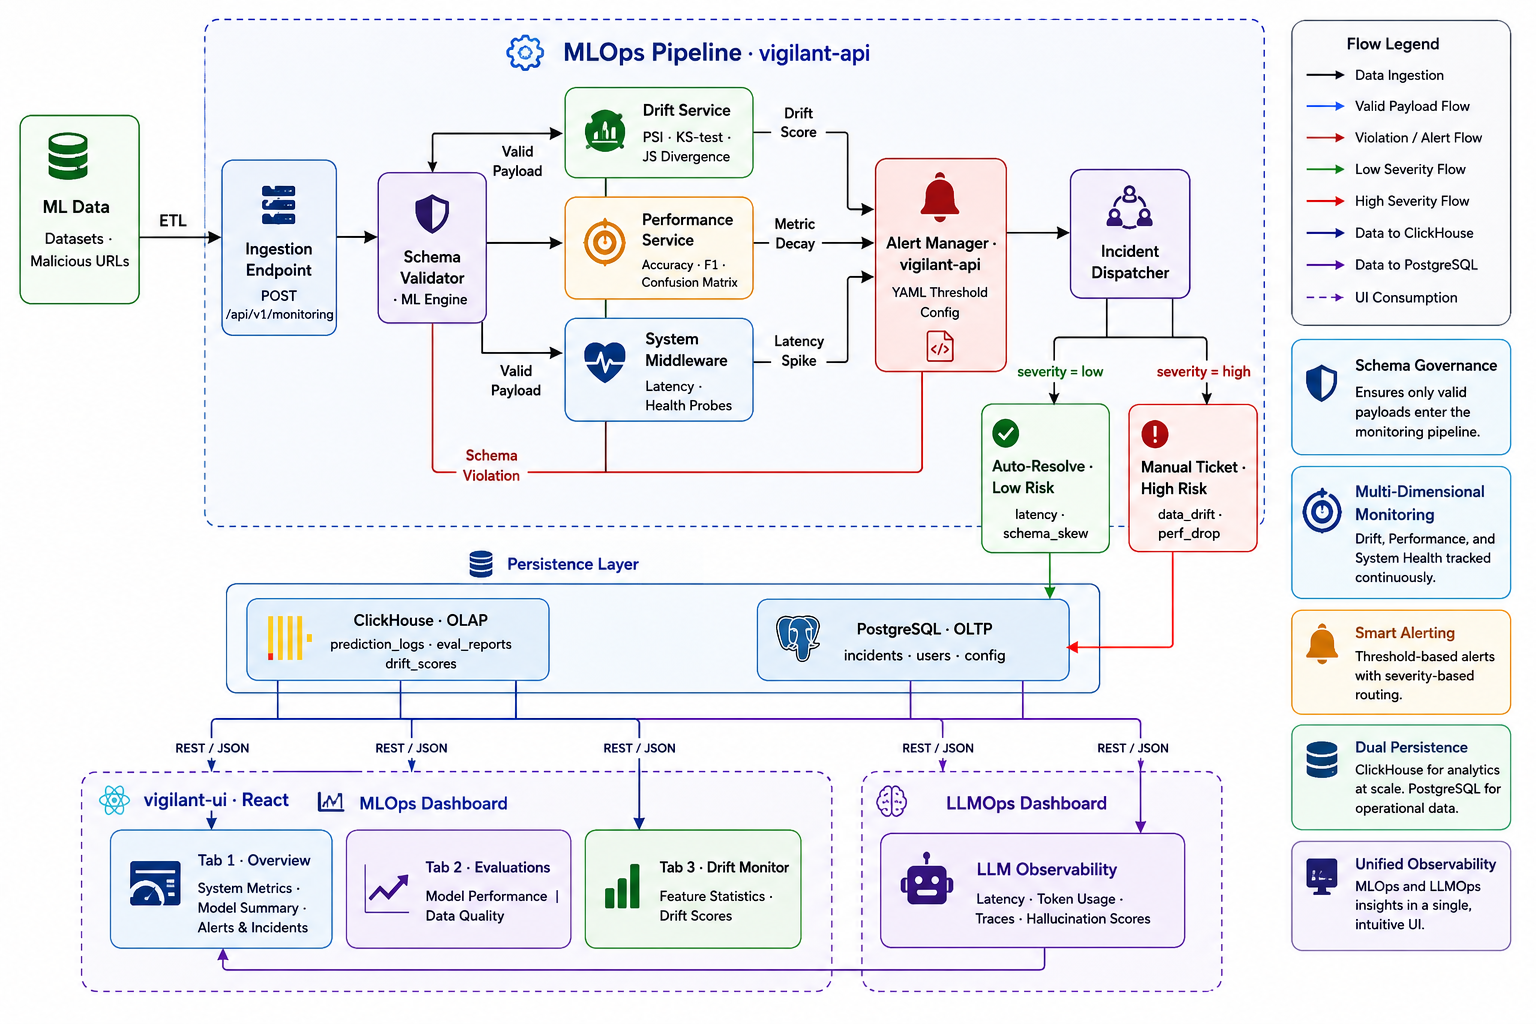 MLOps Pipeline · vigilant-api
ML Data
Datasets ·
Malicious URLs
ETL
Ingestion
Endpoint
POST
/api/v1/monitoring
Schema
Validator
· ML Engine
Valid
Payload
Valid
Payload
Schema
Violation
Drift Service
PSI · KS-test ·
JS Divergence
Performance
Service
Accuracy · F1 ·
Confusion Matrix
System
Middleware
Latency ·
Health Probes
Drift
Score
Metric
Decay
Latency
Spike
Alert Manager ·
vigilant-api
YAML Threshold
Config
</>
Incident
Dispatcher
severity = low
severity = high
Auto-Resolve ·
Low Risk
latency ·
schema_skew
Manual Ticket ·
High Risk
data_drift ·
perf_drop
Persistence Layer
ClickHouse · OLAP
prediction_logs · eval_reports
drift_scores
PostgreSQL · OLTP
incidents · users · config
REST / JSON
REST / JSON
REST / JSON
REST / JSON
REST / JSON
vigilant-ui · React
MLOps Dashboard
Tab 1 · Overview
System Metrics ·
Model Summary ·
Alerts & Incidents
Tab 2 · Evaluations
Model Performance |
Data Quality
Tab 3 · Drift Monitor
Feature Statistics ·
Drift Scores
LLMOps Dashboard
LLM Observability
Latency · Token Usage ·
Traces · Hallucination Scores
Flow Legend
Data Ingestion
Valid Payload Flow
Violation / Alert Flow
Low Severity Flow
High Severity Flow
Data to ClickHouse
Data to PostgreSQL
UI Consumption
Schema Governance
Ensures only valid
payloads enter the
monitoring pipeline.
Multi-Dimensional
Monitoring
Drift, Performance, and
System Health tracked
continuously.
Smart Alerting
Threshold-based alerts
with severity-based
routing.
Dual Persistence
ClickHouse for analytics
at scale. PostgreSQL for
operational data.
Unified Observability
MLOps and LLMOps
insights in a single,
intuitive UI.